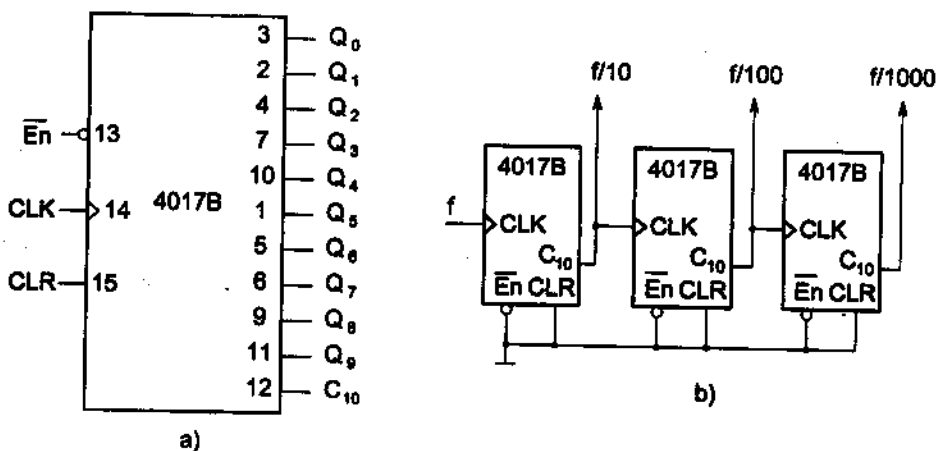 3 Q0
2 Q1
4 Q2
7 Q3
10 Q4
1 Q5
5 Q6
6 Q7
9 Q8
11 Q9
12 C10
En 13
CLK 14
CLR 15
4017B
a)
f/10 f/100 f/1000
4017B 4017B 4017B
f
CLK CLK CLK
C10 C10 C10
En CLR En CLR En CLR
b)